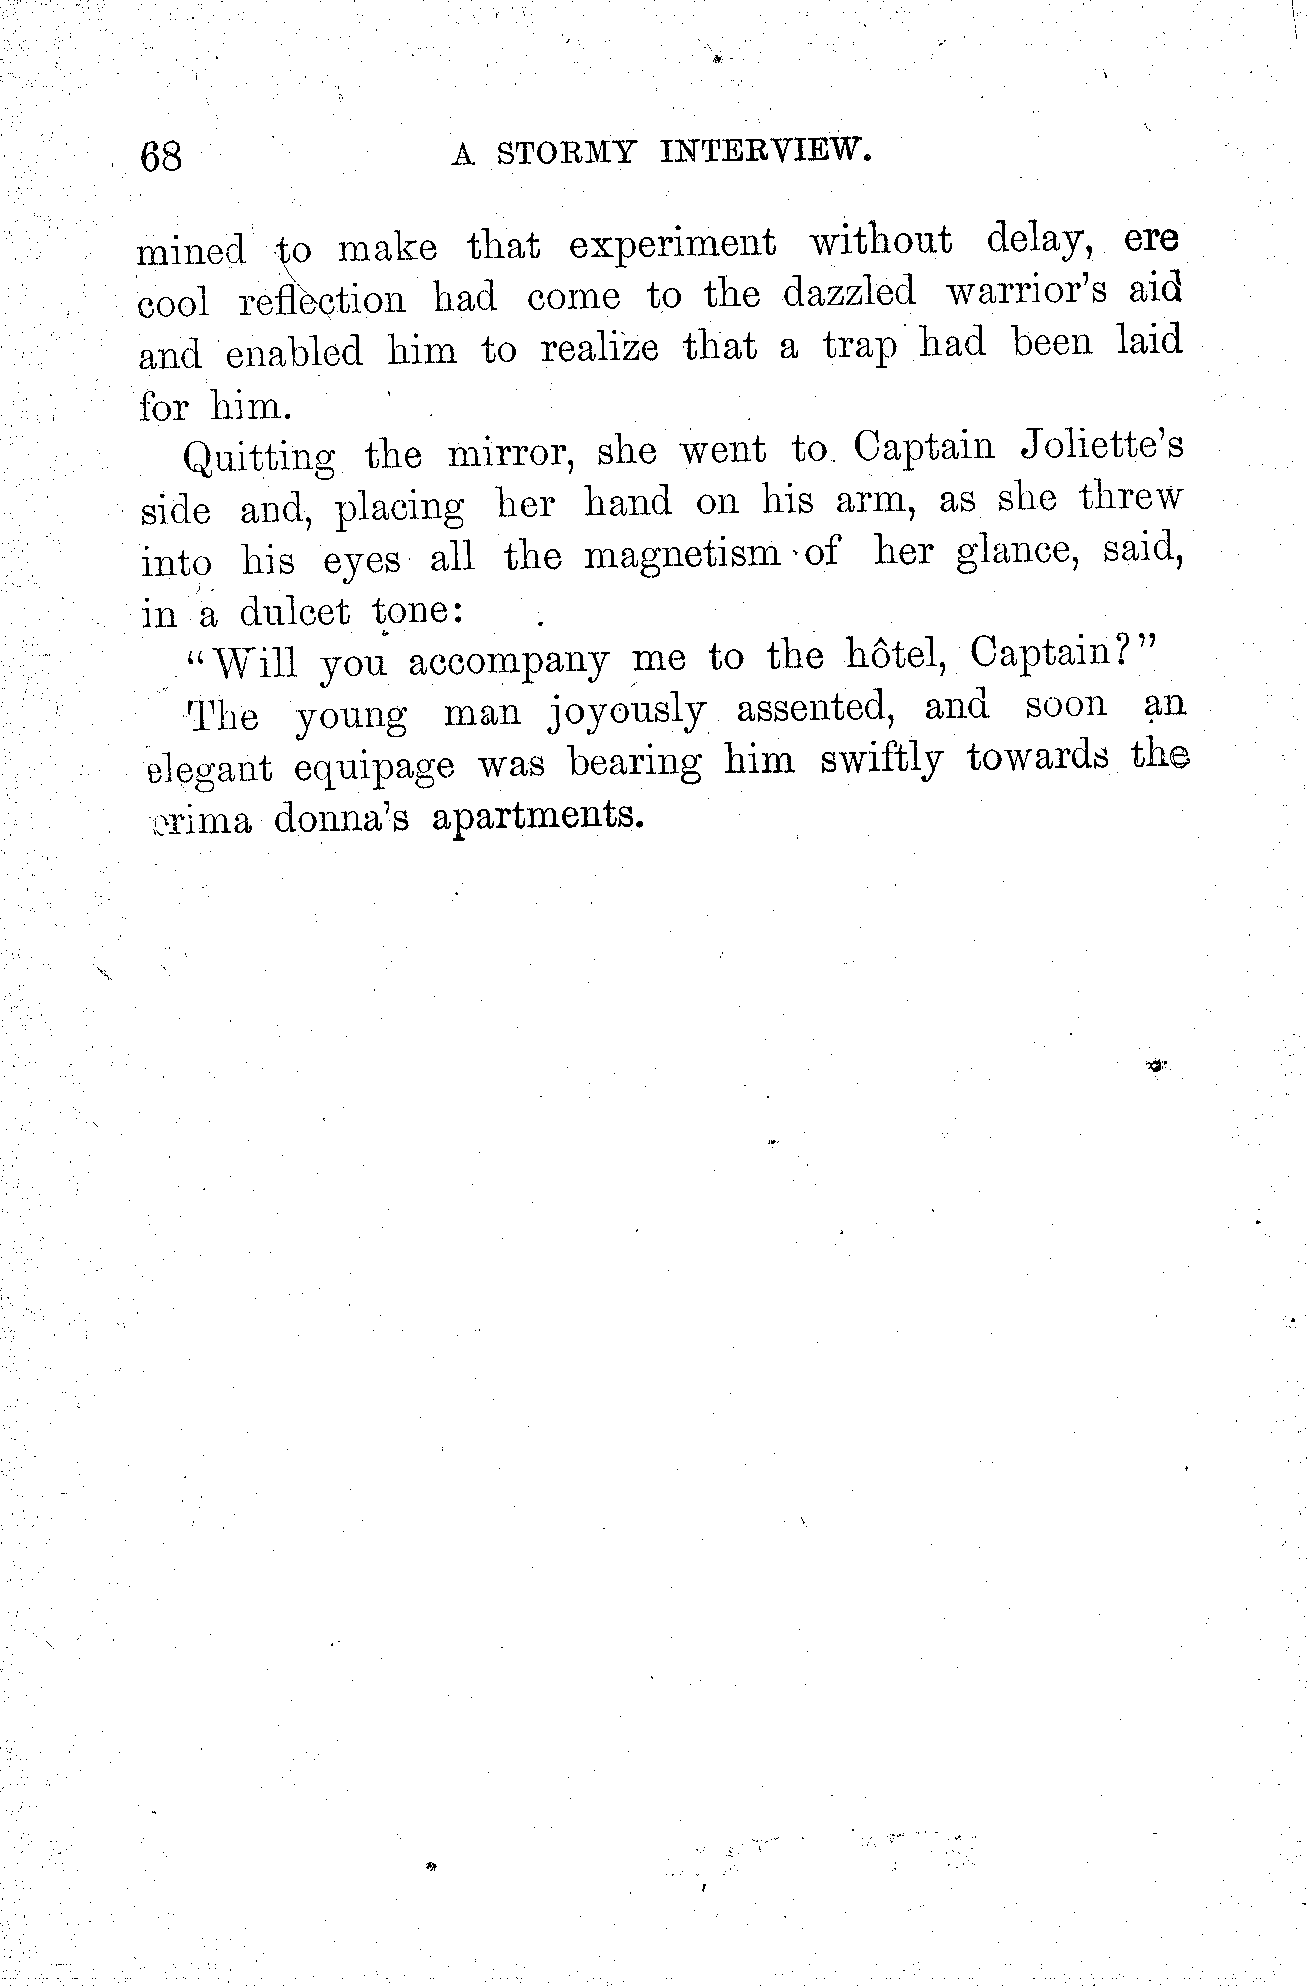 68 A STORMY INTERVIEW.
mined to make that experiment without delay, ere
cool reflection had come to the dazzled warrior's aid
and enabled him to realize that a trap had been laid
for him.
Quitting the mirror, she went to Captain Joliette's
side and, placing her hand on his arm, as she threw
into his eyes all the magnetism of her glance, said,
in a dulcet tone:
"Will you accompany me to the hôtel, Captain?"
The young man joyously assented, and soon an
elegant equipage was bearing him swiftly towards the
prima donna's apartments.